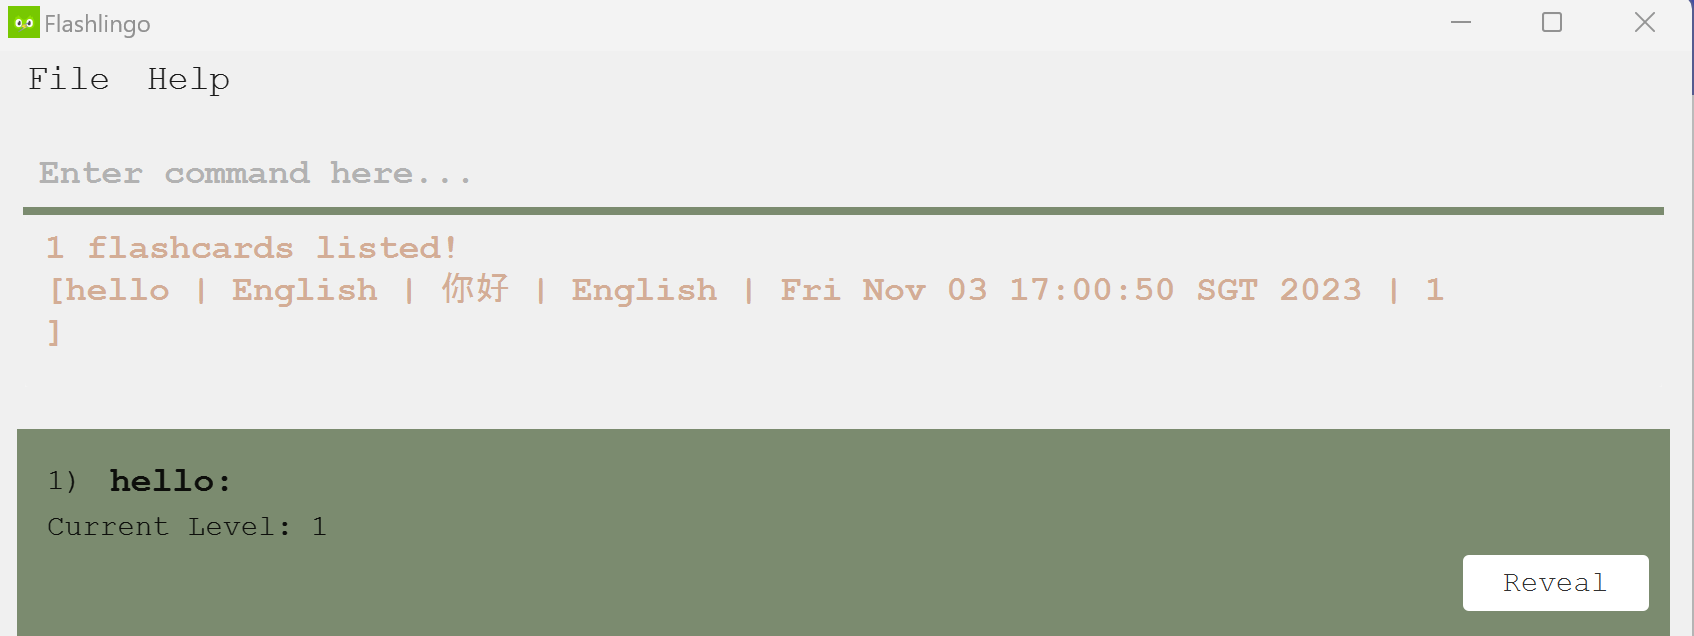 Flashlingo
File Help
Enter command here...
1 flashcards listed!
[hello | English | 你好 | English | Fri Nov 03 17:00:50 SGT 2023 | 1
]
1) hello:
Current Level: 1
Reveal